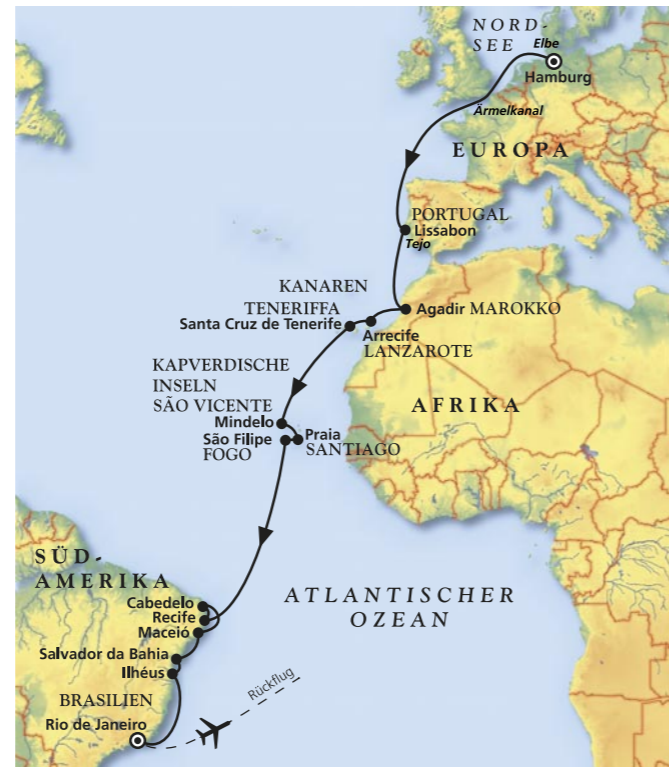 NORD-
SEE
Elbe
Hamburg
Ärmelkanal
EUROPA
PORTUGAL
Lissabon
Tejo
KANAREN
TENERIFFA
Santa Cruz de Tenerife
Agadir MAROKKO
Arrecife
LANZAROTE
KAPVERDISCHE
INSELN
SÃO VICENTE
Mindelo
São Filipe
FOGO
Praia
SANTIAGO
AFRIKA
SÜD-
AMERIKA
ATLANTISCHER
OZEAN
Cabedelo
Recife
Maceió
Salvador da Bahia
Ilhéus
BRASILIEN
Rio de Janeiro
Rückflug